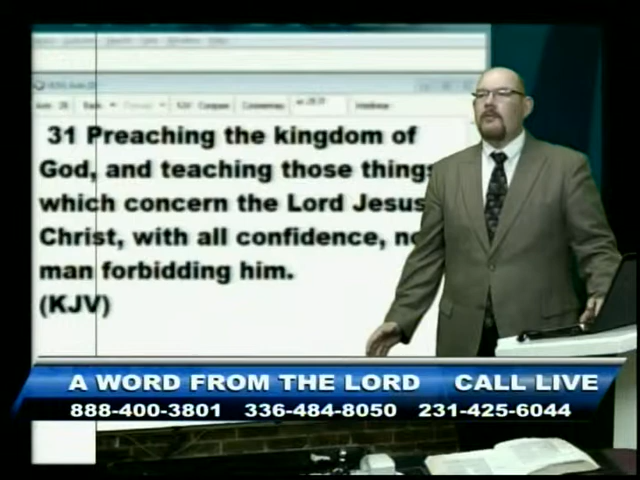 31 Preaching the kingdom of
God, and teaching those things
which concern the Lord Jesus
Christ, with all confidence, no
man forbidding him.
(KJV)
A WORD FROM THE LORD CALL LIVE
888-400-3801 336-484-8050 231-425-6044